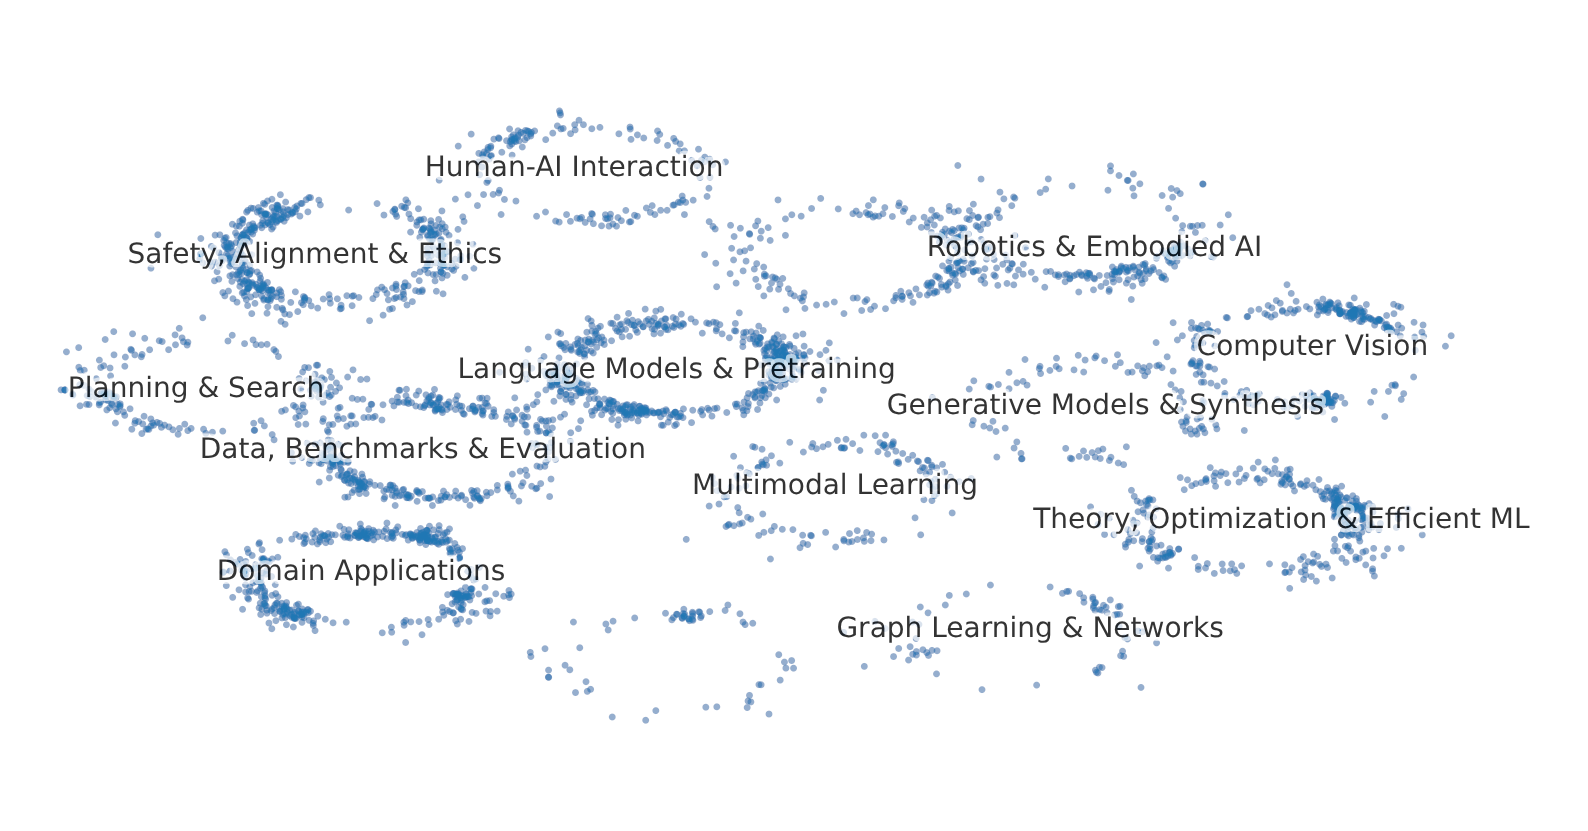 Human-AI Interaction
Robotics & Embodied AI
Safety, Alignment & Ethics
Computer Vision
Language Models & Pretraining
Planning & Search
Generative Models & Synthesis
Data, Benchmarks & Evaluation
Multimodal Learning
Theory, Optimization & Efficient ML
Domain Applications
Graph Learning & Networks